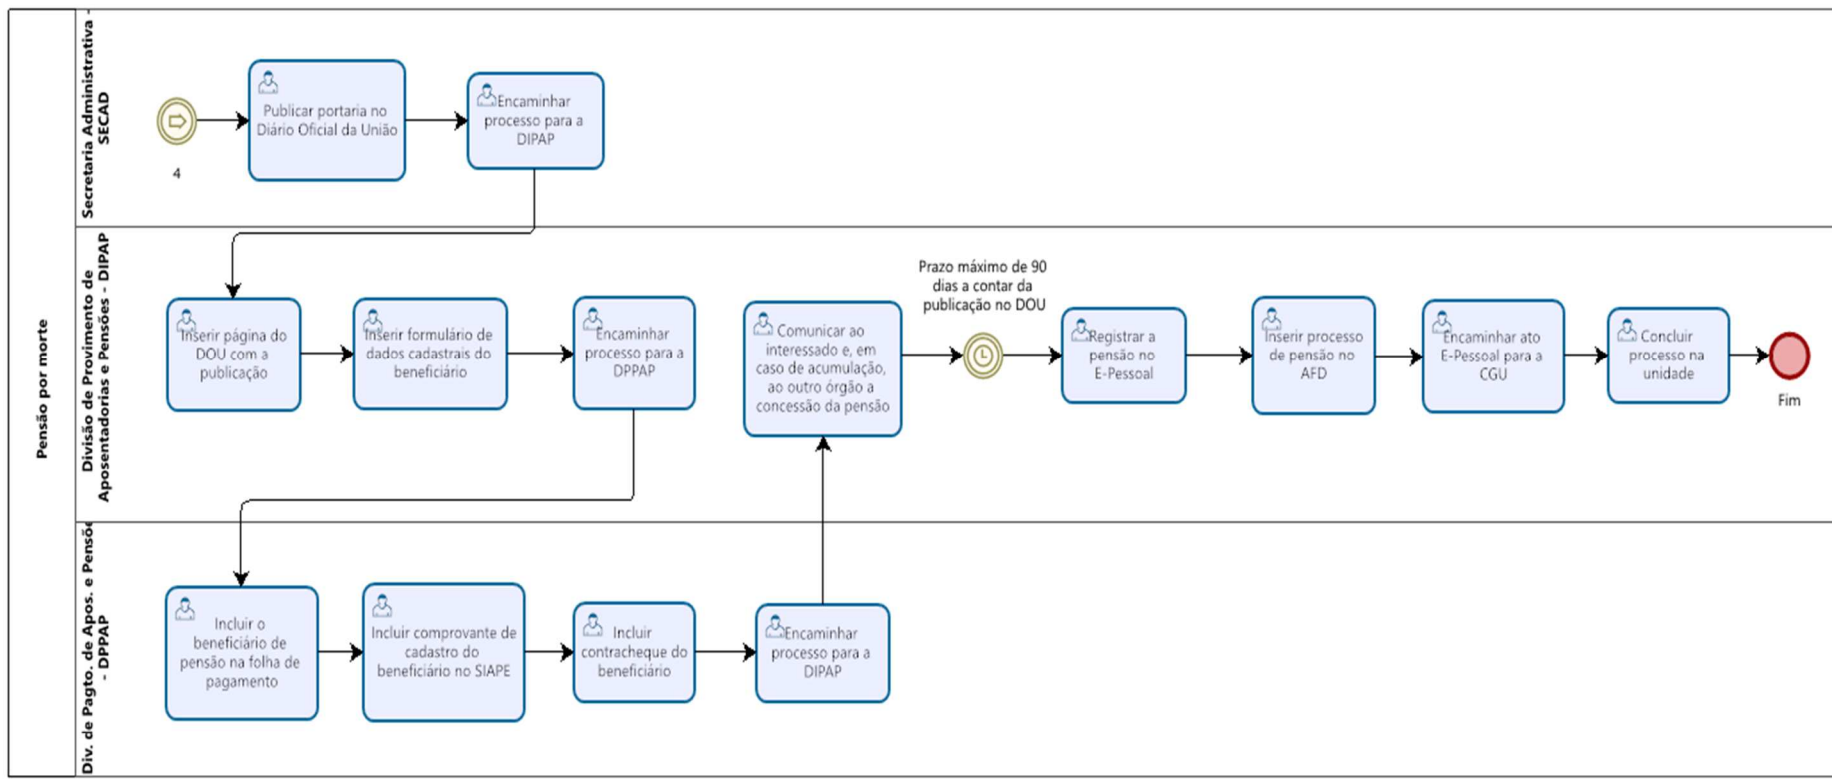 Pensão por morte
Secretaria Administrativa -
SECAD
4
Publicar portaria no
Diário Oficial da União
Encaminhar
processo para a
DIPAP
Divisão de Provimento de
Aposentadorias e Pensões - DIPAP
Inserir página do
DOU com a
publicação
Inserir formulário de
dados cadastrais do
beneficiário
Encaminhar
processo para a
DPPAP
Comunicar ao
interessado e, em
caso de acumulação,
ao outro órgão a
concessão da pensão
Prazo máximo de 90
dias a contar da
publicação no DOU
Registrar a
pensão no
E-Pessoal
Inserir processo
de pensão no
AFD
Encaminhar ato
E-Pessoal para a
CGU
Concluir
processo na
unidade
Fim
Div. de Pagto. de Apos. e Pensõe
- DPPAP
Incluir o
beneficiário de
pensão na folha de
pagamento
Incluir comprovante de
cadastro do
beneficiário no SIAPE
Incluir
contracheque do
beneficiário
Encaminhar
processo para a
DIPAP